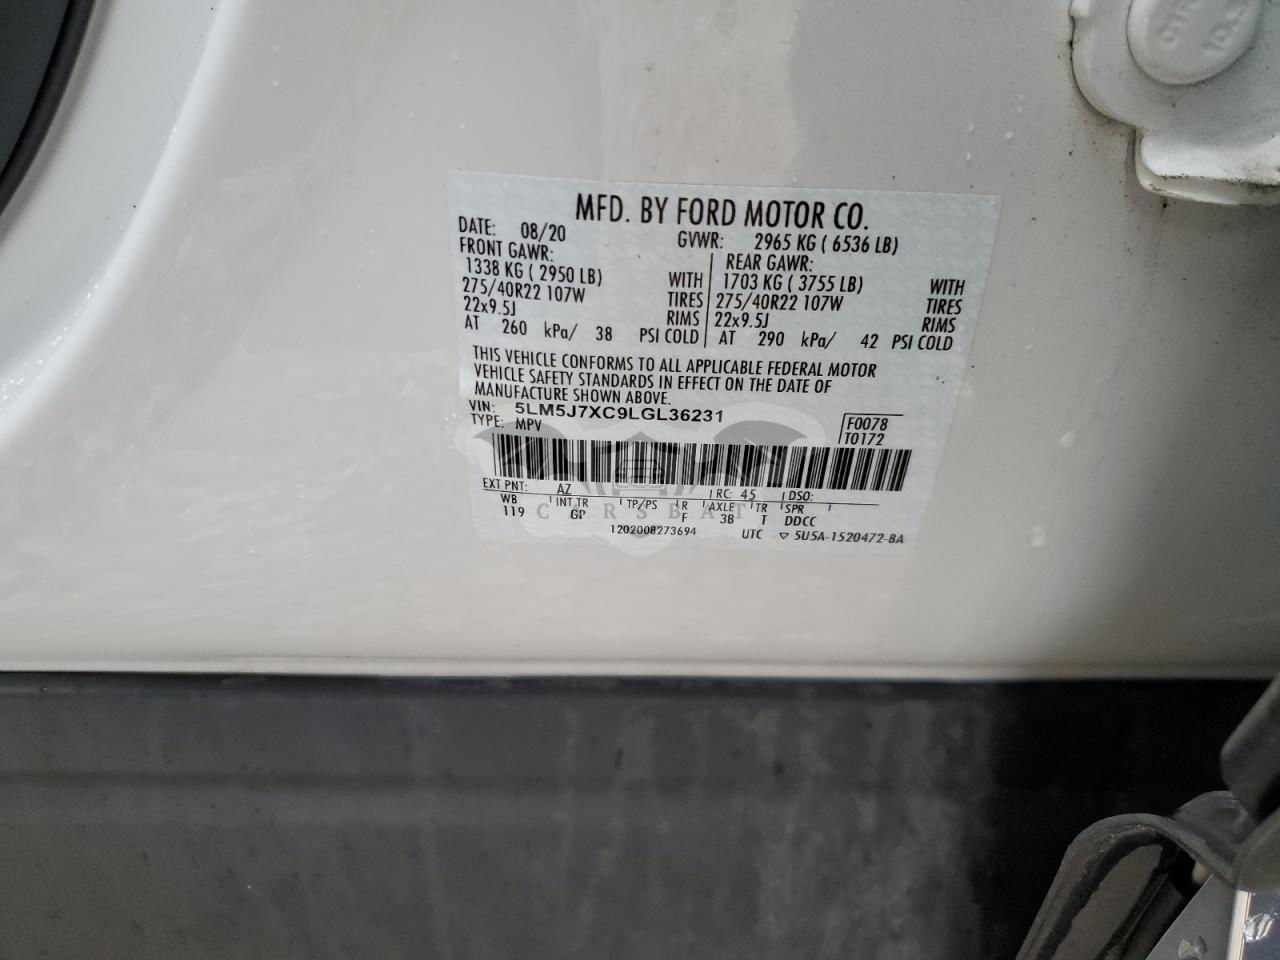 MFD. BY FORD MOTOR CO.
DATE: 08/20 GVWR: 2965 KG ( 6536 LB)
FRONT GAWR: REAR GAWR:
1338 KG ( 2950 LB) WITH 1703 KG ( 3755 LB) WITH
275/40R22 107W TIRES 275/40R22 107W TIRES
22x9.5J RIMS 22x9.5J RIMS
AT 260 kPa/ 38 PSI COLD AT 290 kPa/ 42 PSI COLD
THIS VEHICLE CONFORMS TO ALL APPLICABLE FEDERAL MOTOR
VEHICLE SAFETY STANDARDS IN EFFECT ON THE DATE OF
MANUFACTURE SHOWN ABOVE.
VIN: 5LM5J7XC9LGL36231 F0078
TYPE: MPV T0172
EXT PNT: AZ RC: 45 DSO:
WB INT TR TP/PS R AXLE TR SPR
119 GP F 3B T DDCC
1202008273694 UTC 5U5A-1520472-BA